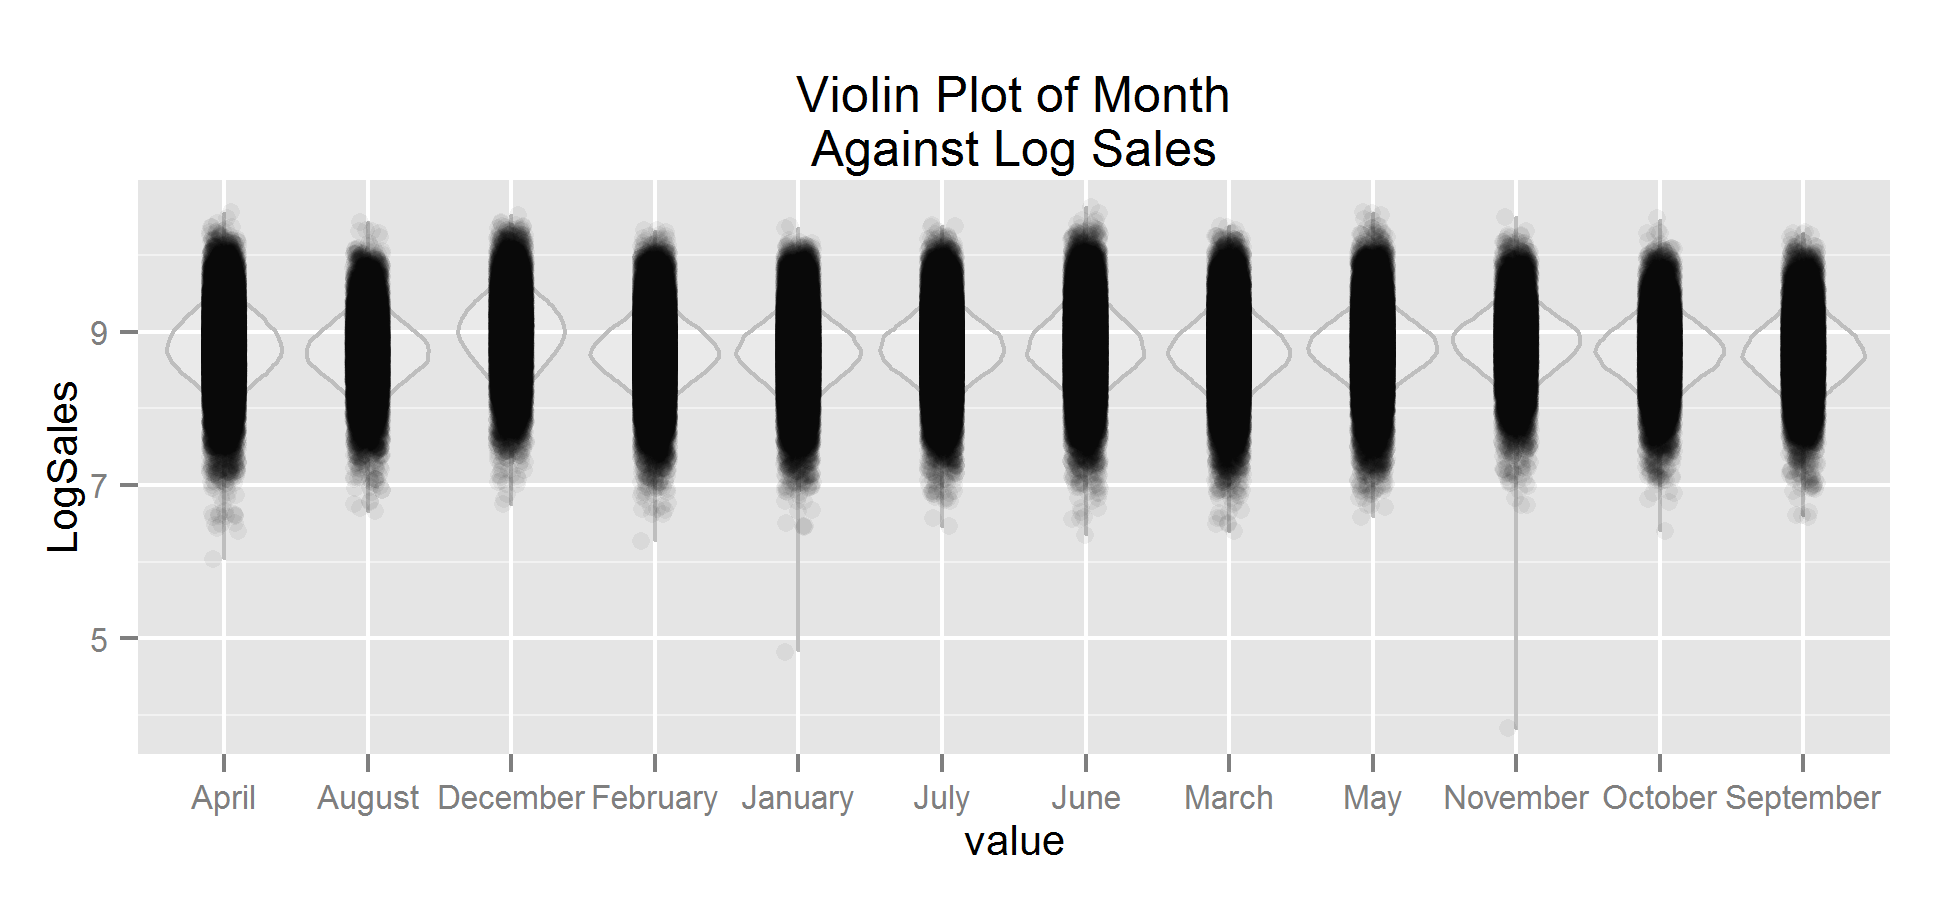 Violin Plot of Month
Against Log Sales
LogSales
9
7
5
April August December February January July June March May November October September
value